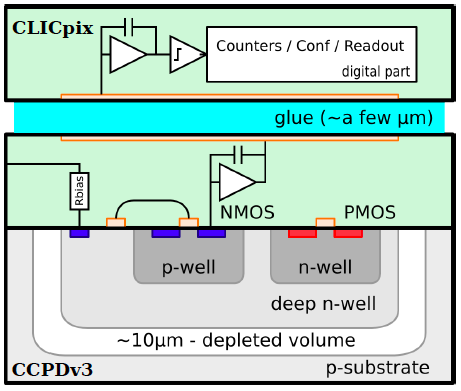 CLICpix
Counters / Conf / Readout
digital part
glue (~a few µm)
Rbias
NMOS
PMOS
p-well
n-well
deep n-well
~10µm - depleted volume
CCPDv3
p-substrate